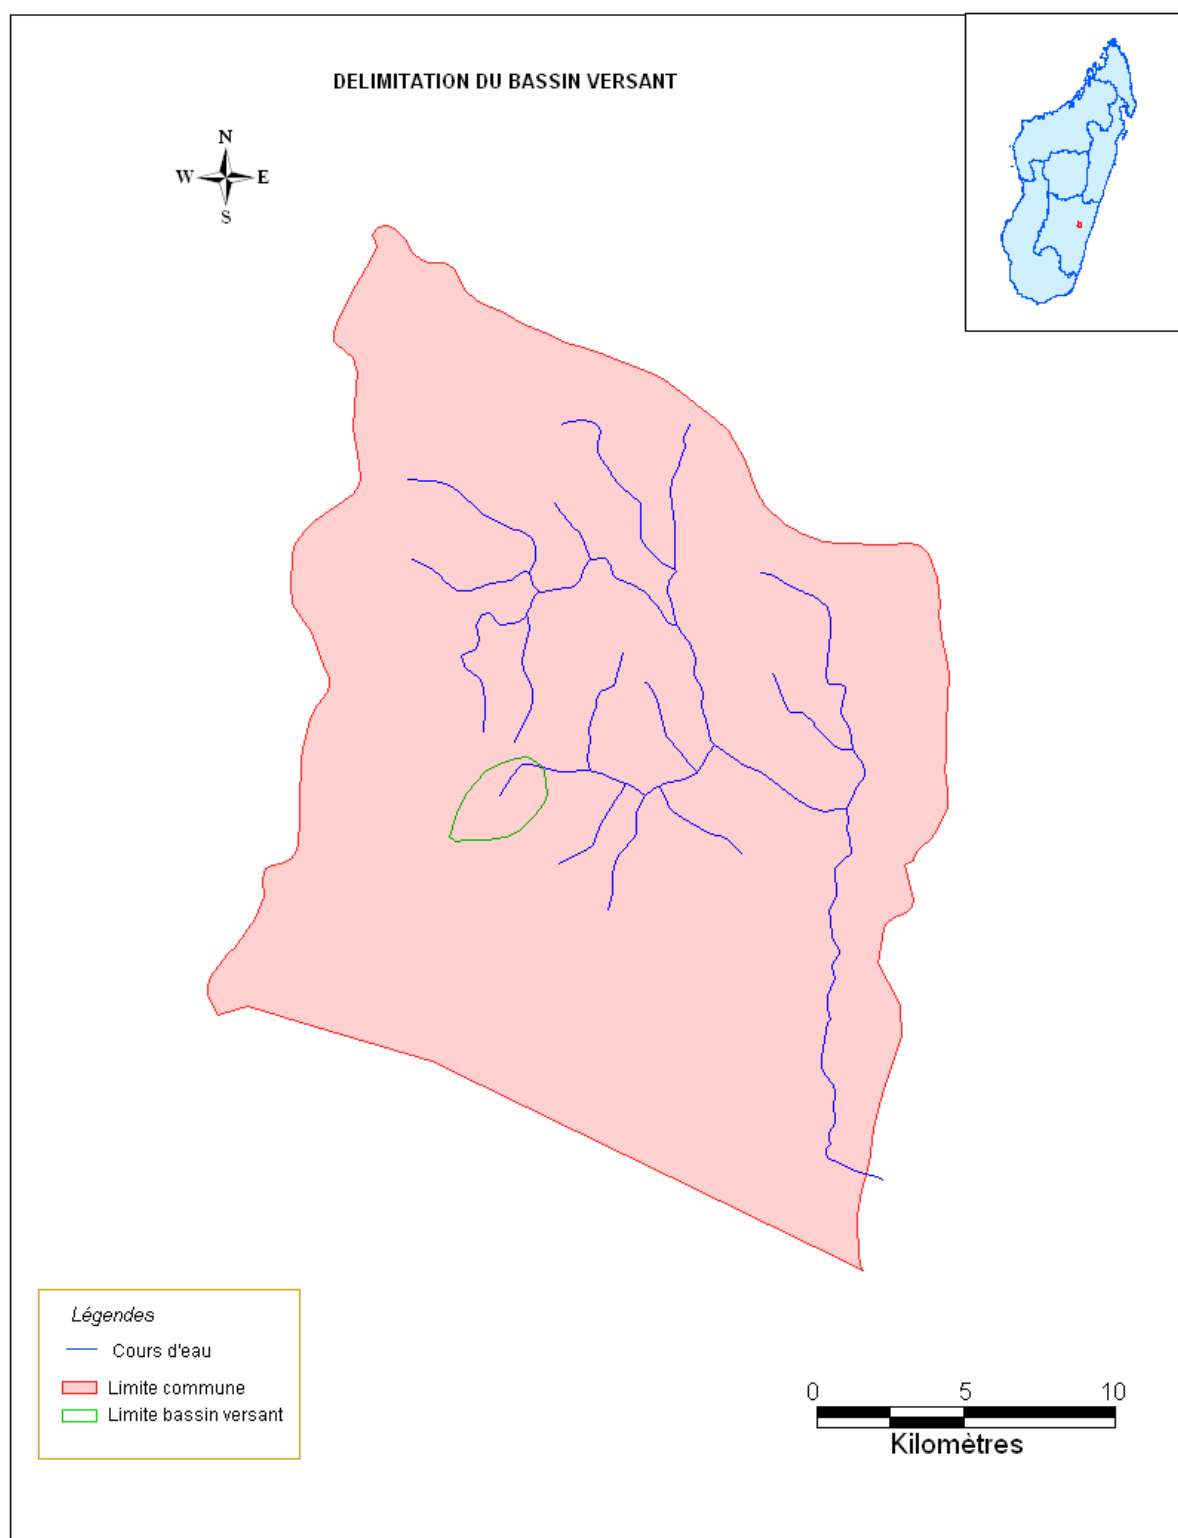 DELIMITATION DU BASSIN VERSANT
N
W E
S
Légendes
Cours d'eau
Limite commune
Limite bassin versant
0 5 10
Kilomètres